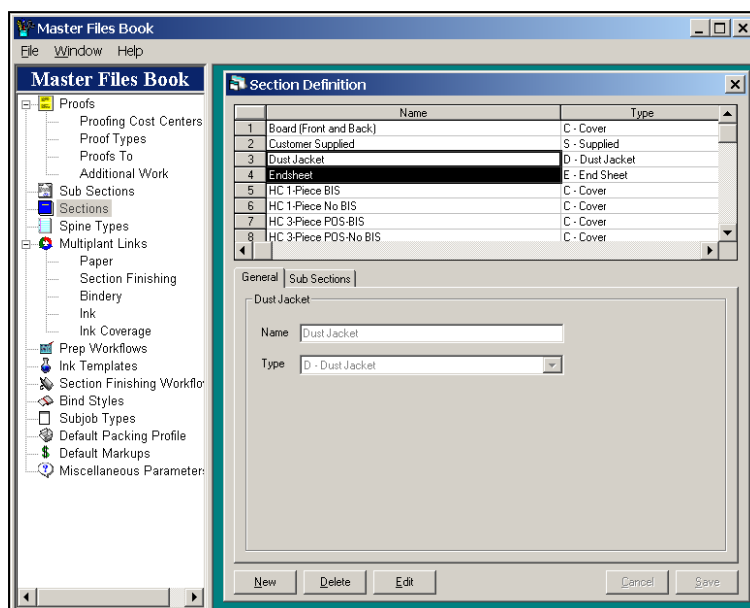 Master Files Book
File Window Help
Master Files Book
Proofs
Proofing Cost Centers
Proof Types
Proofs To
Additional Work
Sub Sections
Sections
Spine Types
Multiplant Links
Paper
Section Finishing
Bindery
Ink
Ink Coverage
Prep Workflows
Ink Templates
Section Finishing Workflo
Bind Styles
Subjob Types
Default Packing Profile
Default Markups
Miscellaneous Parameter
Section Definition
Name Type
1 Board (Front and Back) C - Cover
2 Customer Supplied S - Supplied
3 Dust Jacket D - Dust Jacket
4 Endsheet E - End Sheet
5 HC 1-Piece BIS C - Cover
6 HC 1-Piece No BIS C - Cover
7 HC 3-Piece POS-BIS C - Cover
8 HC 3-Piece POS-No BIS C - Cover
General Sub Sections
Dust Jacket
Name Dust Jacket
Type D - Dust Jacket
New Delete Edit Cancel Save